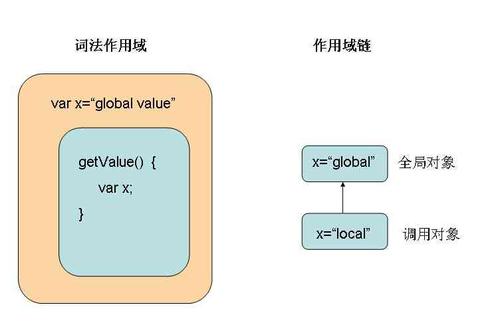 词法作用域
作用域链
var x=“global value”
getValue() {
var x;
}
x=“global”
全局对象
x=“local”
调用对象